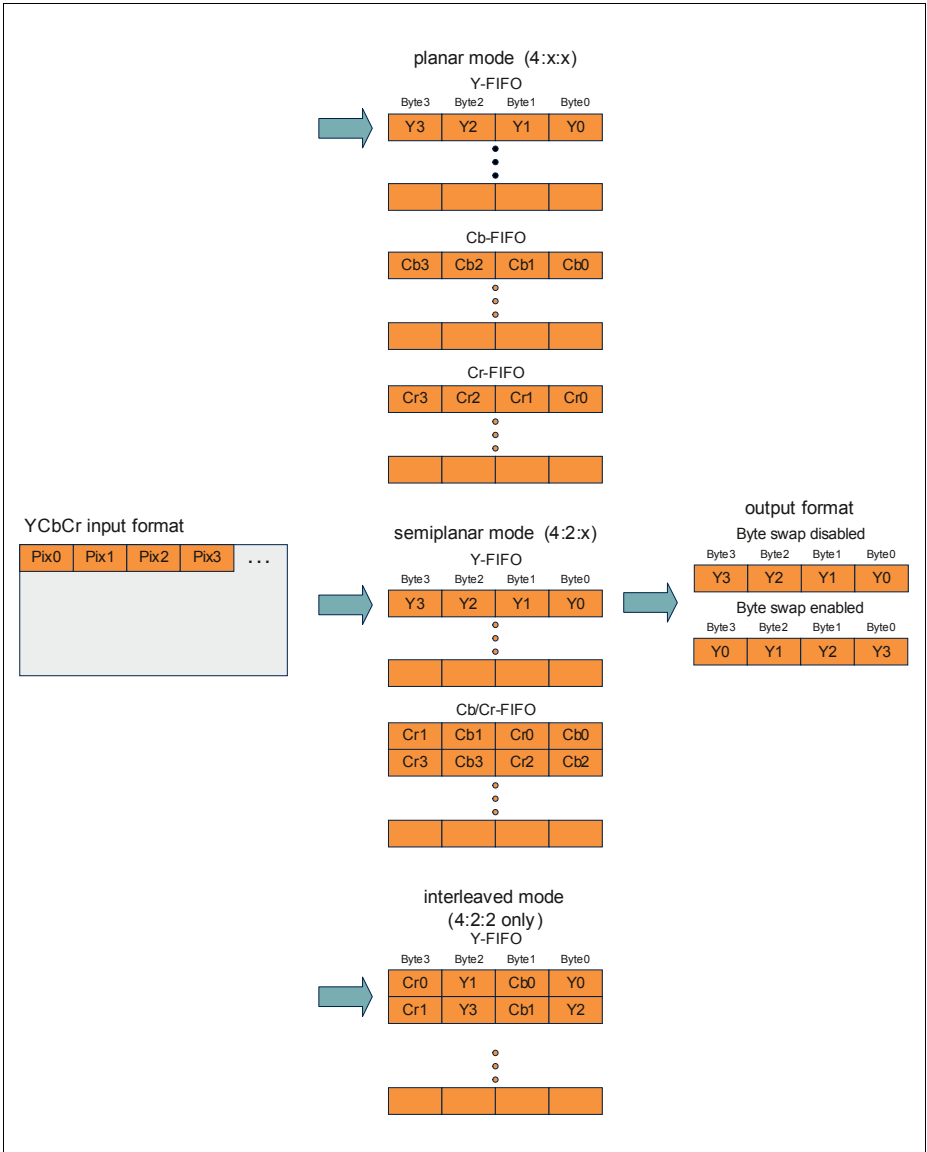 planar mode (4:x:x)
Y-FIFO
Byte3 Byte2 Byte1 Byte0
Y3 Y2 Y1 Y0
Cb-FIFO
Cb3 Cb2 Cb1 Cb0
Cr-FIFO
Cr3 Cr2 Cr1 Cr0
YCbCr input format
Pix0 Pix1 Pix2 Pix3 ...
semiplanar mode (4:2:x)
Y-FIFO
Byte3 Byte2 Byte1 Byte0
Y3 Y2 Y1 Y0
Cb/Cr-FIFO
Cr1 Cb1 Cr0 Cb0
Cr3 Cb3 Cr2 Cb2
output format
Byte swap disabled
Byte3 Byte2 Byte1 Byte0
Y3 Y2 Y1 Y0
Byte swap enabled
Byte3 Byte2 Byte1 Byte0
Y0 Y1 Y2 Y3
interleaved mode
(4:2:2 only)
Y-FIFO
Byte3 Byte2 Byte1 Byte0
Cr0 Y1 Cb0 Y0
Cr1 Y3 Cb1 Y2